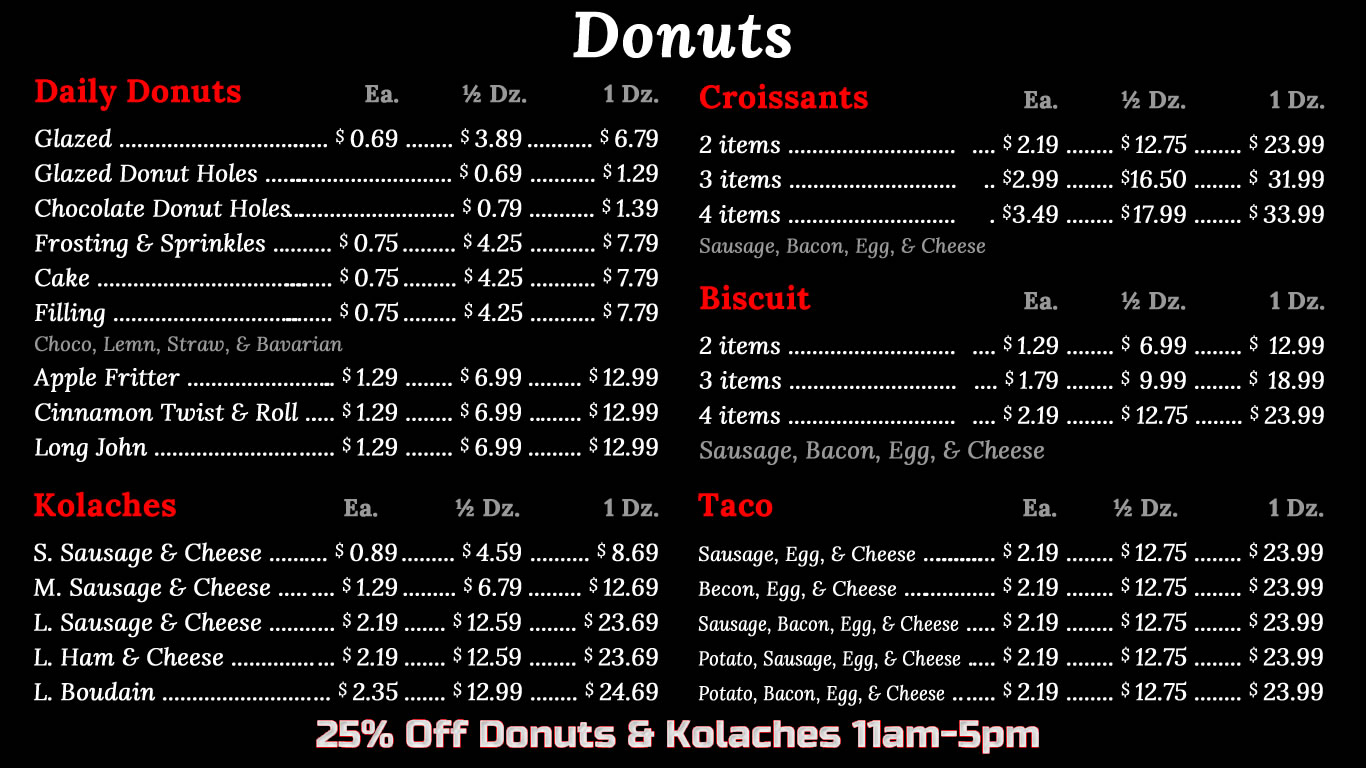 Donuts
Daily Donuts Ea. ½ Dz. 1 Dz.
Glazed ................................ $ 0.69 ........ $ 3.89 ........... $ 6.79
Glazed Donut Holes ................................ $ 0.69 ........... $ 1.29
Chocolate Donut Holes............................ $ 0.79 ........... $ 1.39
Frosting & Sprinkles .......... $ 0.75 ......... $ 4.25 ........... $ 7.79
Cake ..................................... $ 0.75 ......... $ 4.25 ........... $ 7.79
Filling .................................. $ 0.75 ......... $ 4.25 ........... $ 7.79
Choco, Lemn, Straw, & Bavarian
Apple Fritter ......................... $ 1.29 ........ $ 6.99 ......... $ 12.99
Cinnamon Twist & Roll ..... $ 1.29 ........ $ 6.99 ......... $ 12.99
Long John ............................... $ 1.29 ........ $ 6.99 ......... $ 12.99
Kolaches Ea. ½ Dz. 1 Dz.
S. Sausage & Cheese .......... $ 0.89 ......... $ 4.59 .......... $ 8.69
M. Sausage & Cheese ......... $ 1.29 ......... $ 6.79 ......... $ 12.69
L. Sausage & Cheese ........... $ 2.19 ....... $ 12.59 ........ $ 23.69
L. Ham & Cheese ................. $ 2.19 ....... $ 12.59 ........ $ 23.69
L. Boudain ............................. $ 2.35 ....... $ 12.99 ........ $ 24.69
Croissants Ea. ½ Dz. 1 Dz.
2 items ............................ .... $ 2.19 ........ $ 12.75 ........ $ 23.99
3 items ............................ .. $2.99 ........ $16.50 ........ $ 31.99
4 items ............................ . $3.49 ........ $17.99 ........ $ 33.99
Sausage, Bacon, Egg, & Cheese
Biscuit Ea. ½ Dz. 1 Dz.
2 items ............................ .... $ 1.29 ........ $ 6.99 ........ $ 12.99
3 items ............................ .... $ 1.79 ........ $ 9.99 ........ $ 18.99
4 items ............................ .... $ 2.19 ........ $ 12.75 ........ $ 23.99
Sausage, Bacon, Egg, & Cheese
Taco Ea. ½ Dz. 1 Dz.
Sausage, Egg, & Cheese ............ $ 2.19 ........ $ 12.75 ........ $ 23.99
Becon, Egg, & Cheese ............... $ 2.19 ........ $ 12.75 ........ $ 23.99
Sausage, Bacon, Egg, & Cheese ..... $ 2.19 ........ $ 12.75 ........ $ 23.99
Potato, Sausage, Egg, & Cheese ..... $ 2.19 ........ $ 12.75 ........ $ 23.99
Potato, Bacon, Egg, & Cheese ....... $ 2.19 ........ $ 12.75 ........ $ 23.99
25% Off Donuts & Kolaches 11am-5pm